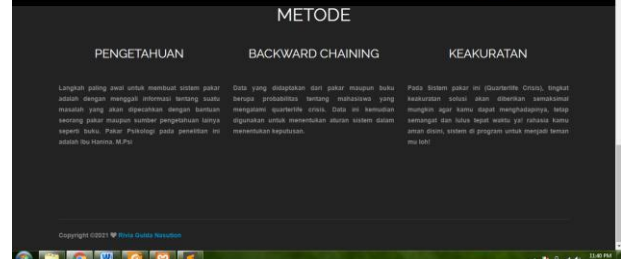 METODE
PENGETAHUAN
Langkah paling awal untuk membuat sistem pakar
adalah dengan menggali informasi tentang suatu
masalah yang akan dipecahkan dengan bantuan
seorang pakar maupun sumber pengetahuan lainya
seperti buku. Pakar Psikologi pada penelitian ini
adalah Ibu Hanina. M.Psi
BACKWARD CHAINING
Data yang didaptakan dari pakar maupun buku
berupa probabilitas tentang mahasiswa yang
mengalami quarterlife crisis. Data ini kemudian
digunakan untuk menentukan aturan sistem dalam
menentukan keputusan.
KEAKURATAN
Pada Sistem pakar ini (Quarterlife Crisis), tingkat
keakuratan solusi akan diberikan semaksimal
mungkin agar kamu dapat menghadapinya, tetap
semangat dan lulus tepat waktu ya! rahasia kamu
aman disini, sistem di program untuk menjadi teman
mu loh!
Copyright ©2021 Rivia Gulda Nasution
11:40 PM